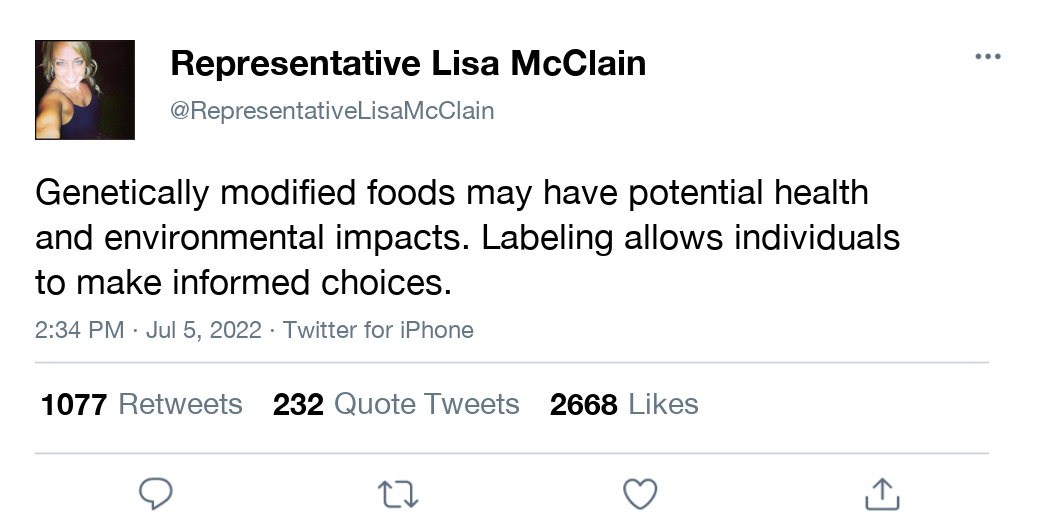 Representative Lisa McClain
@RepresentativeLisaMcClain
Genetically modified foods may have potential health
and environmental impacts. Labeling allows individuals
to make informed choices.
2:34 PM · Jul 5, 2022 · Twitter for iPhone
1077 Retweets 232 Quote Tweets 2668 Likes